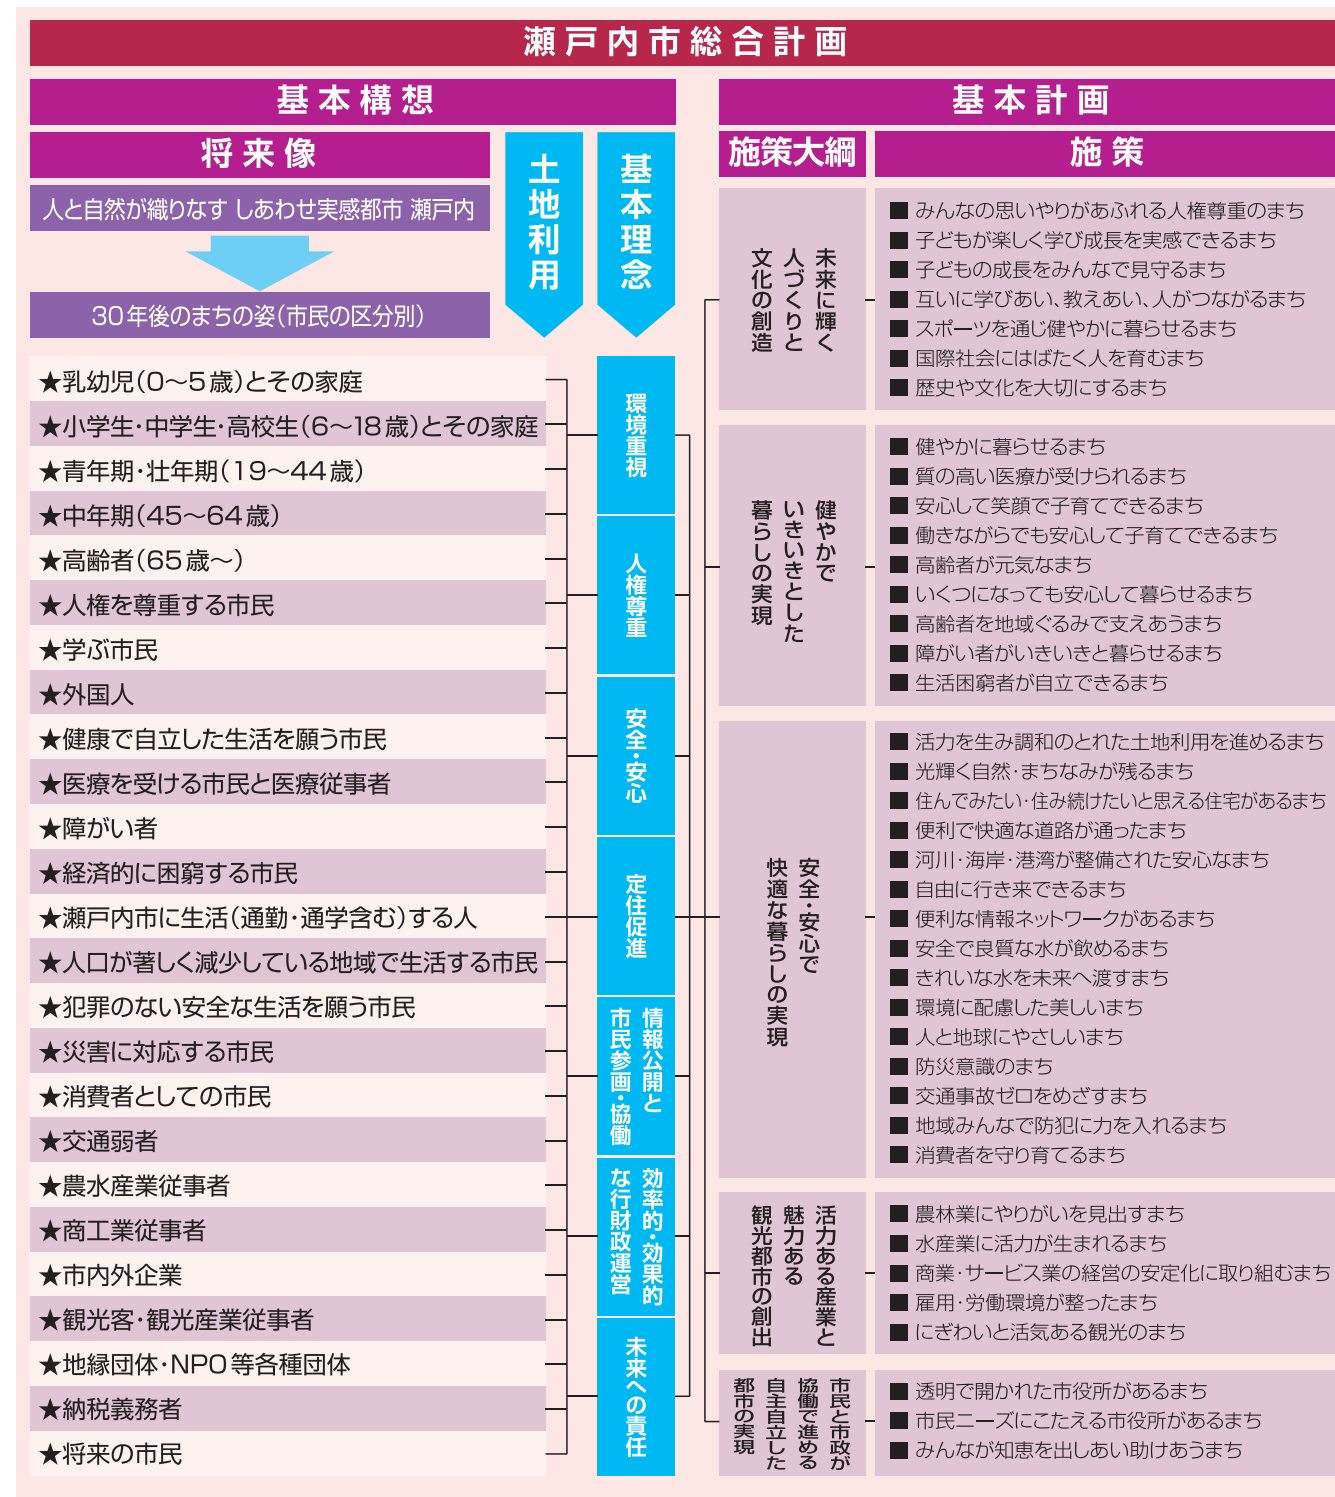 瀬戸内市総合計画
基本構想
将来像
人と自然が織りなす しあわせ実感都市 瀬戸内
30年後のまちの姿(市民の区分別)
土地利用
基本理念
★乳幼児(0～5歳)とその家庭
★小学生・中学生・高校生(6～18歳)とその家庭
★青年期・壮年期(19～44歳)
★中年期(45～64歳)
★高齢者(65歳～)
★人権を尊重する市民
★学ぶ市民
★外国人
★健康で自立した生活を願う市民
★医療を受ける市民と医療従事者
★障がい者
★経済的に困窮する市民
★瀬戸内市に生活(通勤・通学含む)する人
★人口が著しく減少している地域で生活する市民
★犯罪のない安全な生活を願う市民
★災害に対応する市民
★消費者としての市民
★交通弱者
★農水産業従事者
★商工業従事者
★市内外企業
★観光客・観光産業従事者
★地縁団体・NPO等各種団体
★納税義務者
★将来の市民
環境重視
人権尊重
安全・安心
定住促進
情報公開と
市民参画・協働
効率的・効果的
な行財政運営
未来への責任
基本計画
施策大綱
施策
未来に輝く
人づくりと
文化の創造
■みんなの思いやりがあふれる人権尊重のまち
■子どもが楽しく学び成長を実感できるまち
■子どもの成長をみんなで見守るまち
■互いに学びあい、教えあい、人がつながるまち
■スポーツを通じ健やかに暮らせるまち
■国際社会にはばたく人を育むまち
■歴史や文化を大切にするまち
健やかで
いきいきとした
暮らしの実現
■健やかに暮らせるまち
■質の高い医療が受けられるまち
■安心して笑顔で子育てできるまち
■働きながらでも安心して子育てできるまち
■高齢者が元気なまち
■いくつになっても安心して暮らせるまち
■高齢者を地域ぐるみで支えあうまち
■障がい者がいきいきと暮らせるまち
■生活困窮者が自立できるまち
安全・安心で
快適な暮らしの実現
■活力を生み調和のとれた土地利用を進めるまち
■光輝く自然・まちなみが残るまち
■住んでみたい・住み続けたいと思える住宅があるまち
■便利で快適な道路が通ったまち
■河川・海岸・港湾が整備された安心なまち
■自由に行き来できるまち
■便利な情報ネットワークがあるまち
■安全で良質な水が飲めるまち
■きれいな水を未来へ渡すまち
■環境に配慮した美しいまち
■人と地球にやさしいまち
■防災意識のまち
■交通事故ゼロをめざすまち
■地域みんなで防犯に力を入れるまち
■消費者を守り育てるまち
活力ある産業と
魅力ある
観光都市の創出
■農林業にやりがいを見出すまち
■水産業に活力が生まれるまち
■商業・サービス業の経営の安定化に取り組むまち
■雇用・労働環境が整ったまち
■にぎわいと活気ある観光のまち
市民と市政が
協働で進める
自主自立した
都市の実現
■透明で開かれた市役所があるまち
■市民ニーズにこたえる市役所があるまち
■みんなが知恵を出しあい助けあうまち